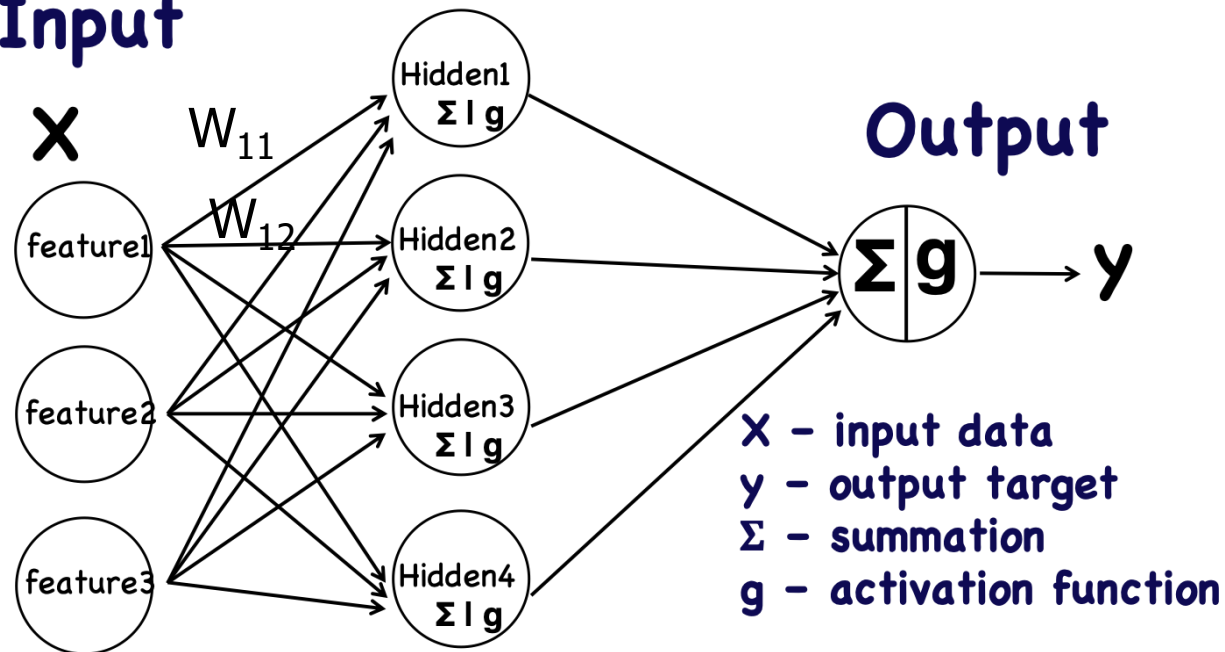 Input
X
W11
W12
feature1
feature2
feature3
Hidden1
Σ | g
Hidden2
Σ | g
Hidden3
Σ | g
Hidden4
Σ | g
Output
Σ g
y
X - input data
y - output target
Σ - summation
g - activation function